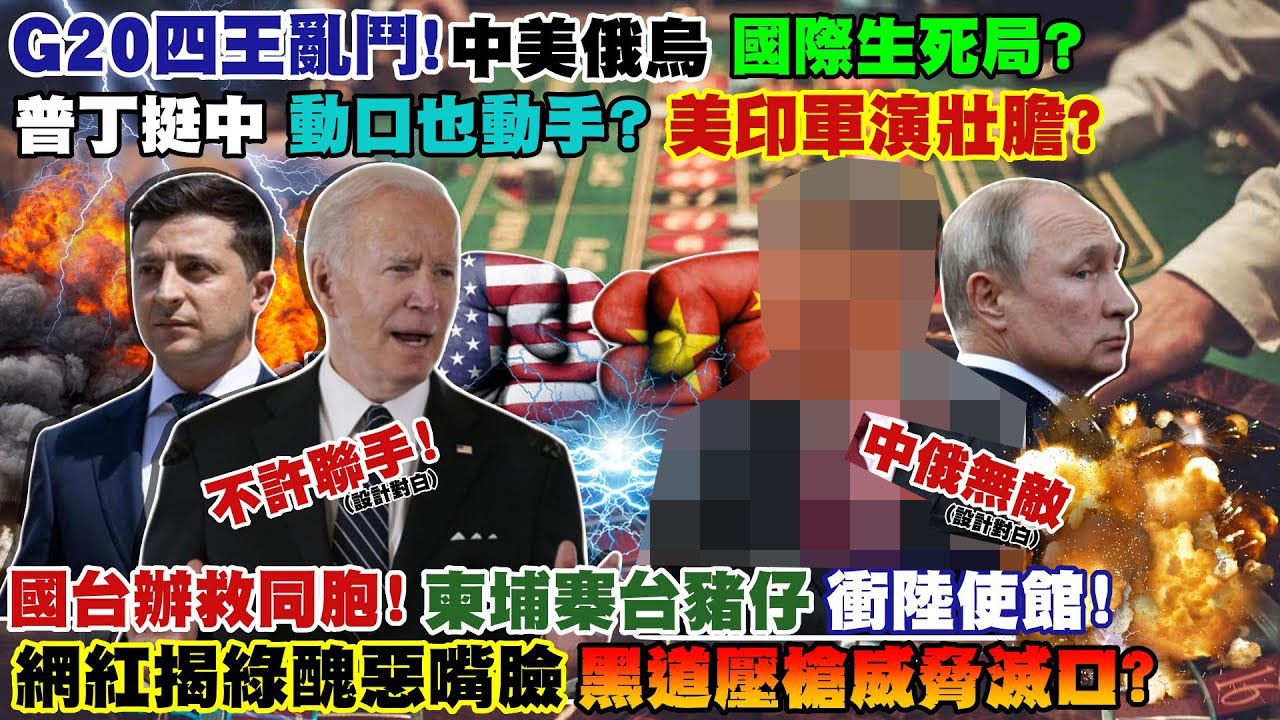 G20四王亂鬥!中美俄烏 國際生死局?
普丁挺中 動口也動手? 美印軍演壯膽?
不許聯手!
(設計對白)
中俄無敵
(設計對白)
國台辦救同胞! 柬埔寨台豬仔 衝陸使館!
網紅揭綠醜惡嘴臉 黑道壓槍威脅滅口?